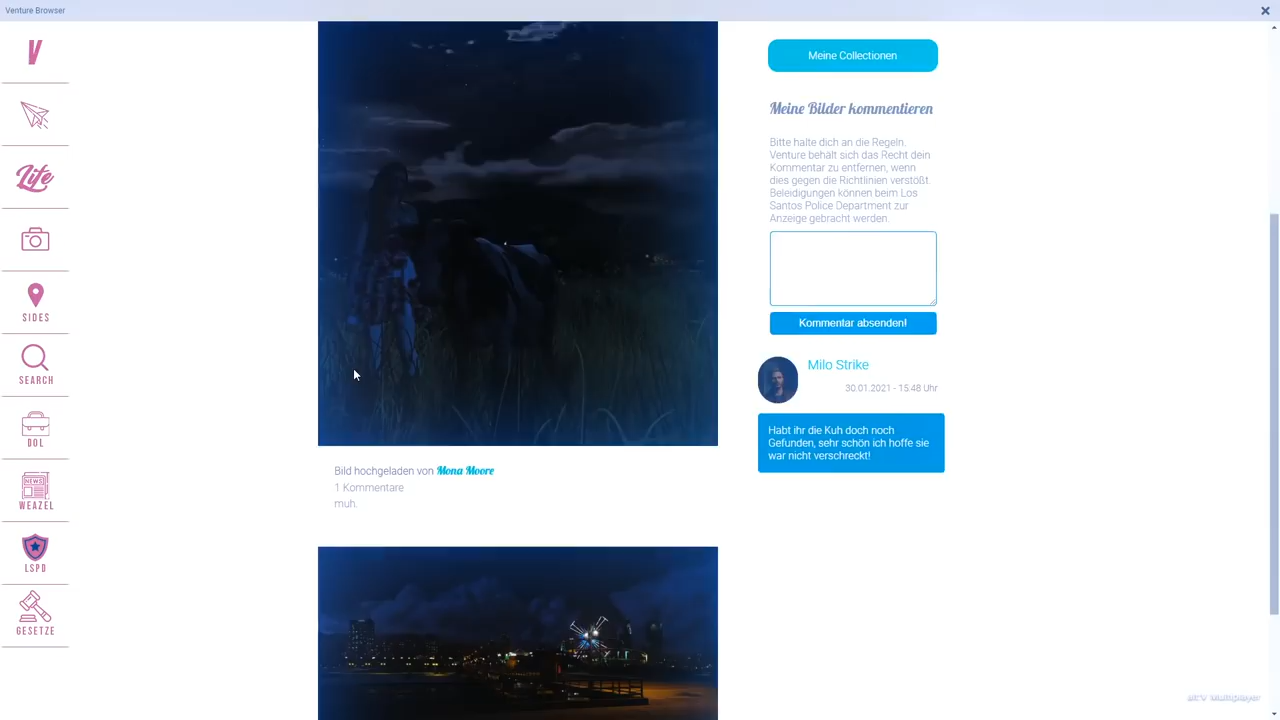 Venture Browser
V
Life
SIDES
SEARCH
DOL
NEWS
WEAZEL
LSPD
GESETZE
Bild hochgeladen von Mona Moore
1 Kommentare
muh.
Meine Collectionen
Meine Bilder kommentieren
Bitte halte dich an die Regeln.
Venture behält sich das Recht dein
Kommentar zu entfernen, wenn
dies gegen die Richtlinien verstößt.
Beleidigungen können beim Los
Santos Police Department zur
Anzeige gebracht werden.
Kommentar absenden!
Milo Strike
30.01.2021 - 15:48 Uhr
Habt ihr die Kuh doch noch
Gefunden, sehr schön ich hoffe sie
war nicht verschreckt!
alt:V Multiplayer